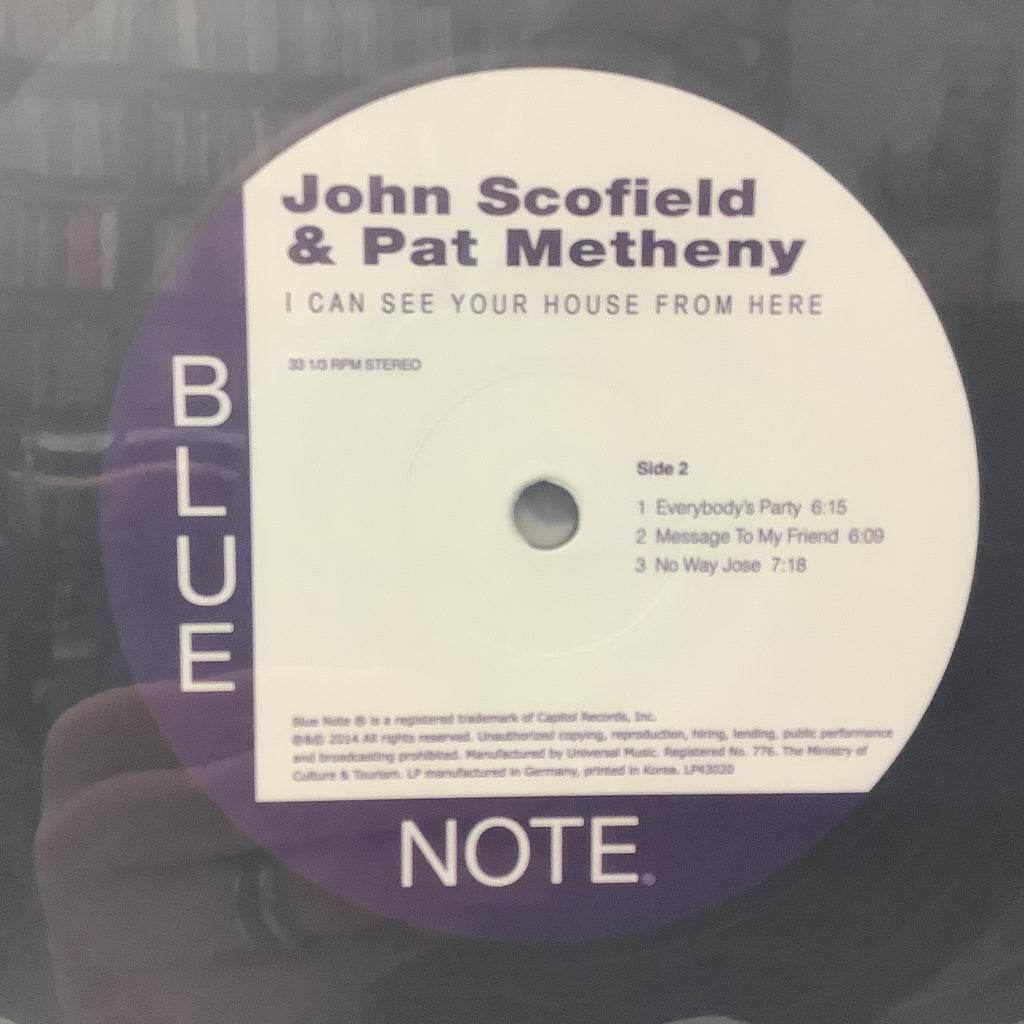 John Scofield
& Pat Metheny
I CAN SEE YOUR HOUSE FROM HERE
33 1/3 RPM STEREO
BLUE
Side 2
1 Everybody's Party 6:15
2 Message To My Friend 6:09
3 No Way Jose 7:18
Blue Note ® is a registered trademark of Capitol Records, Inc.
℗&© 2014 All rights reserved. Unauthorized copying, reproduction, hiring, lending, public performance
and broadcasting prohibited. Manufactured by Universal Music. Registered No. 776, The Ministry of
Culture & Tourism. LP manufactured in Germany, printed in Korea. LP43020
NOTE®